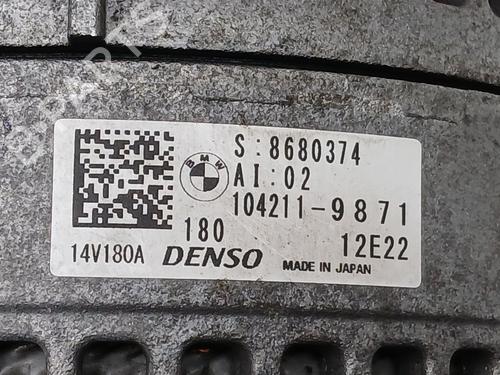 S:8680374
BMW
AI:02
104211-9871
180
12E22
14V180A DENSO MADE IN JAPAN